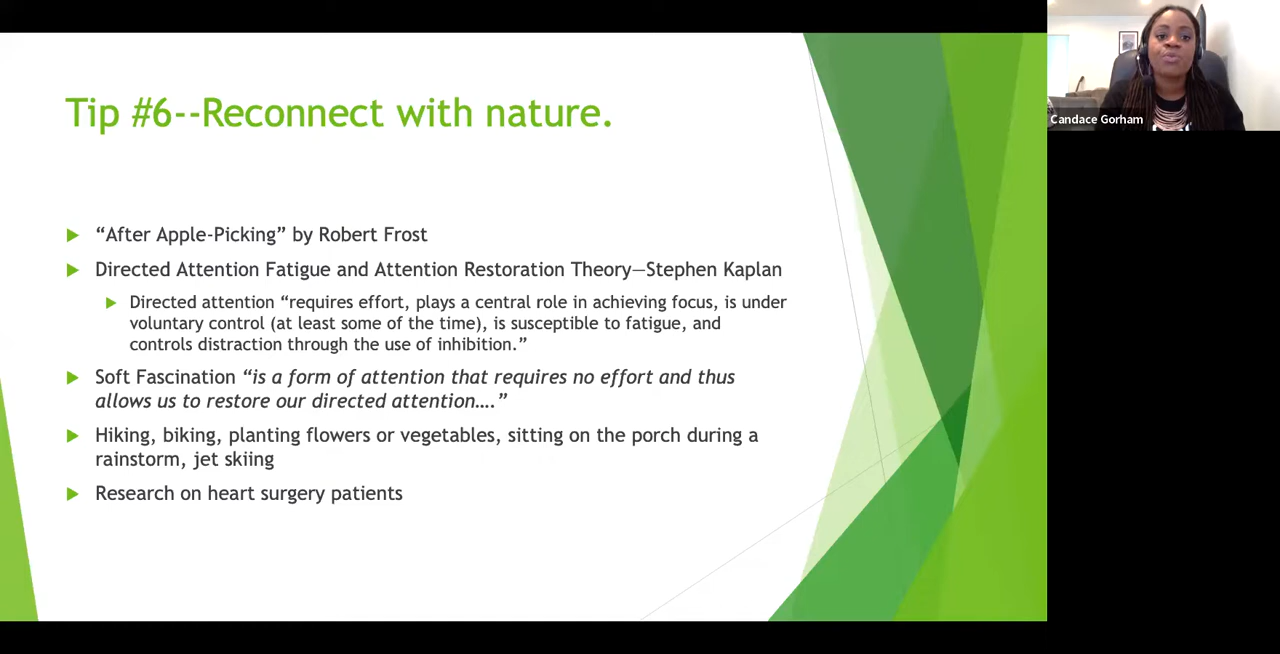 Tip #6--Reconnect with nature.
“After Apple-Picking” by Robert Frost
Directed Attention Fatigue and Attention Restoration Theory—Stephen Kaplan
Directed attention “requires effort, plays a central role in achieving focus, is under
voluntary control (at least some of the time), is susceptible to fatigue, and
controls distraction through the use of inhibition.”
Soft Fascination “is a form of attention that requires no effort and thus
allows us to restore our directed attention….”
Hiking, biking, planting flowers or vegetables, sitting on the porch during a
rainstorm, jet skiing
Research on heart surgery patients
Candace Gorham